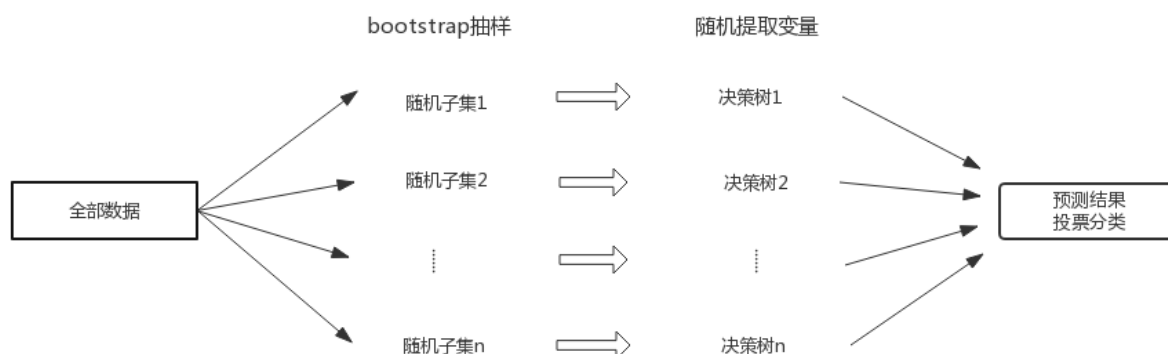 bootstrap抽样
随机提取变量
随机子集1
决策树1
随机子集2
决策树2
全部数据
预测结果
投票分类
随机子集n
决策树n